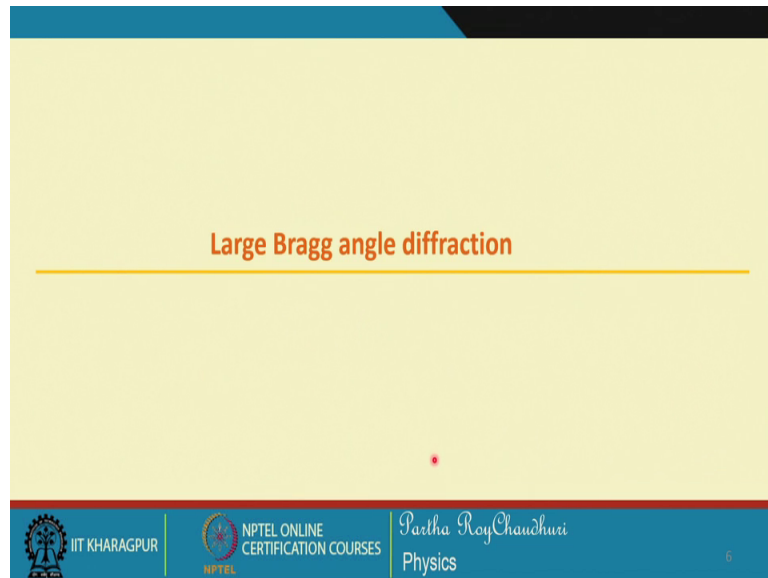 Large Bragg angle diffraction
IIT KHARAGPUR
NPTEL
NPTEL ONLINE
CERTIFICATION COURSES
Partha RoyChaudhuri
Physics
6